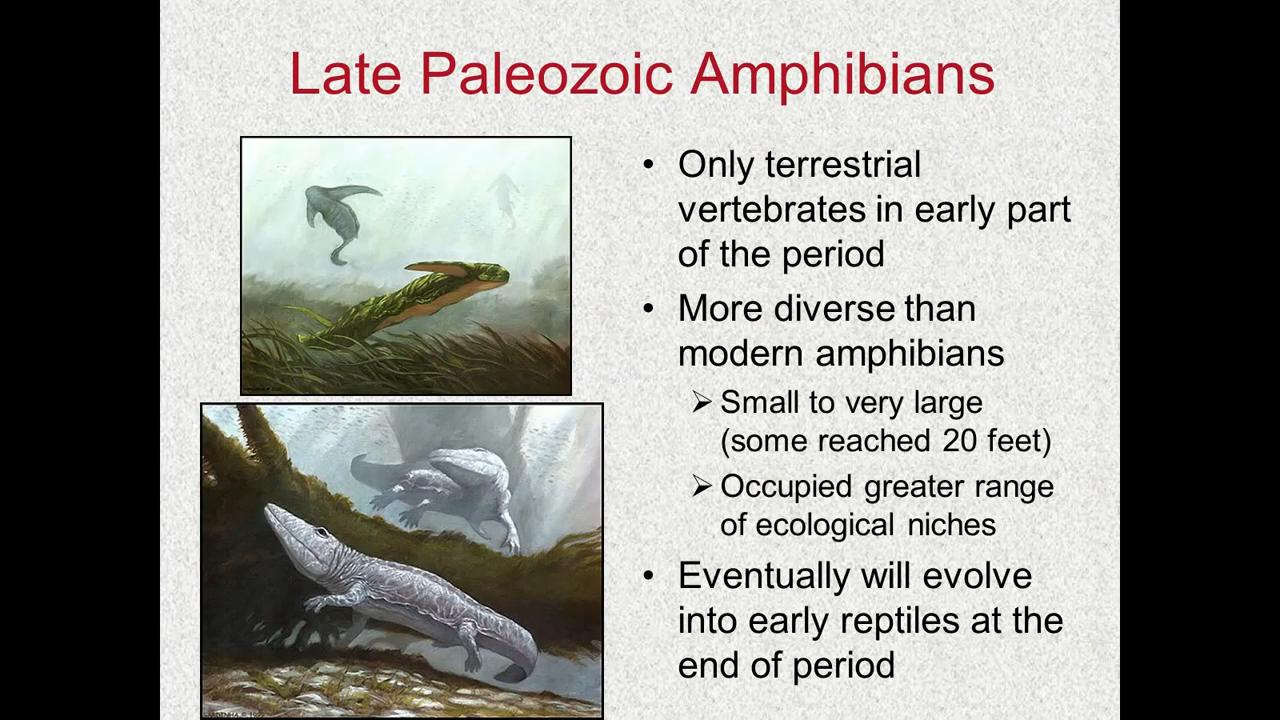 Late Paleozoic Amphibians
• Only terrestrial
vertebrates in early part
of the period
• More diverse than
modern amphibians
➢ Small to very large
(some reached 20 feet)
➢ Occupied greater range
of ecological niches
• Eventually will evolve
into early reptiles at the
end of period